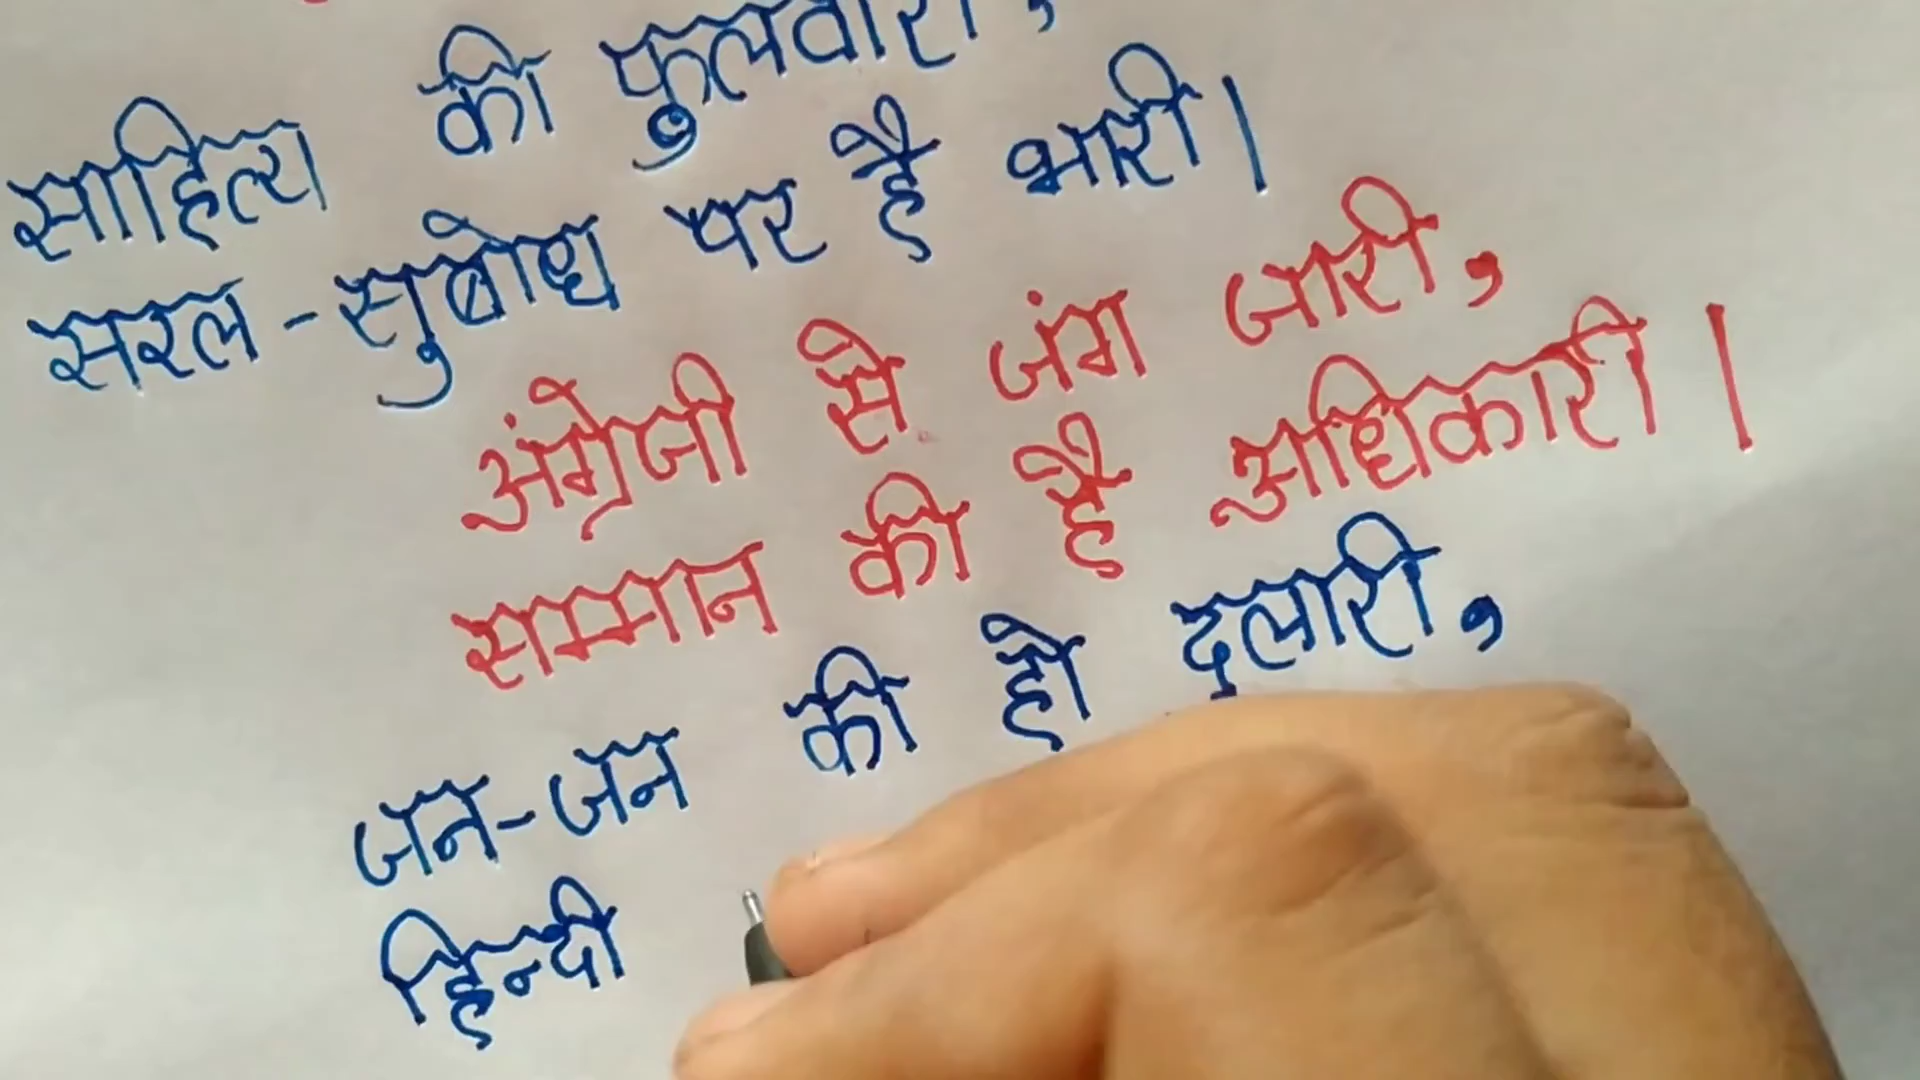 साहित्य की फुलवारी,
सरल-सुबोध पर है भारी।
अंग्रेजी से जंग जारी,
सम्मान की है अधिकारी।
जन-जन की हो दुलारी,
हिन्दी